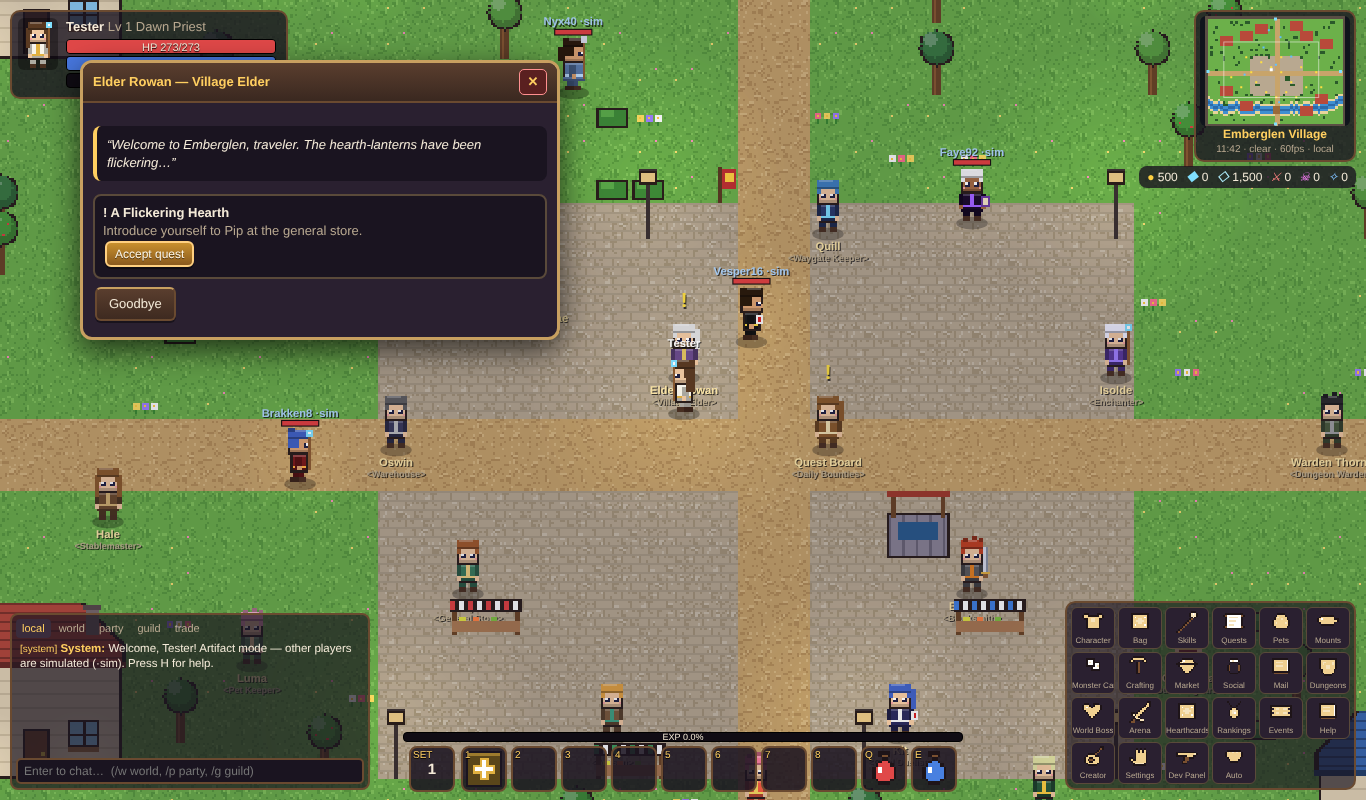 Tester Lv 1 Dawn Priest
HP 273/273
Elder Rowan — Village Elder
✕
“Welcome to Emberglen, traveler. The hearth-lanterns have been
flickering…”
! A Flickering Hearth
Introduce yourself to Pip at the general store.
Accept quest
Goodbye
Nyx40 ·sim
Emberglen Village
11:42 · clear · 60fps · local
500 0 1,500 0 0 0
Faye92 ·sim
Quill
<Waygate Keeper>
Vesper16 ·sim
!
Tester
!
Isolde
<Enchanter>
Brakken8 ·sim
Oswin
<Warehouse>
Quest Board
<Daily Bounties>
Hale
<Stablemaster>
Luma
<Pet Keeper>
local world party guild trade
[system] System: Welcome, Tester! Artifact mode — other players
are simulated (·sim). Press H for help.
Enter to chat… (/w world, /p party, /g guild)
EXP 0.0%
SET
1
1 2 3 4 5 6 7 8 Q E
Character Bag Skills Quests Pets Mounts
Monster Ca Crafting Market Social Mail Dungeons
World Boss Arena Hearthcards Rankings Events Help
Creator Settings Dev Panel Auto